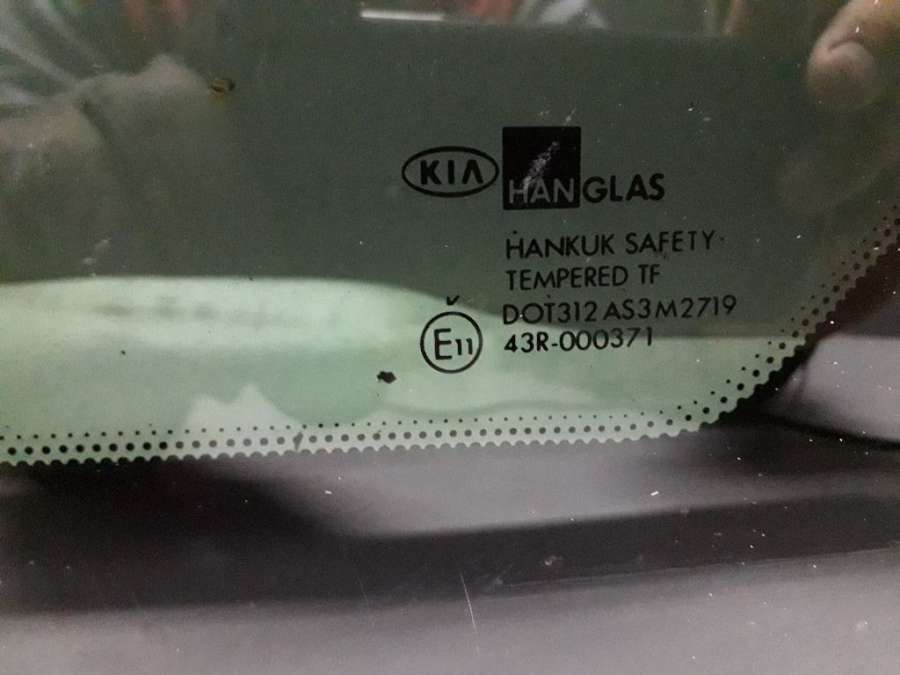 KIA HANGLAS
HANKUK SAFETY
TEMPERED TF
DOT312 AS3 M2719
E11 43R-000371